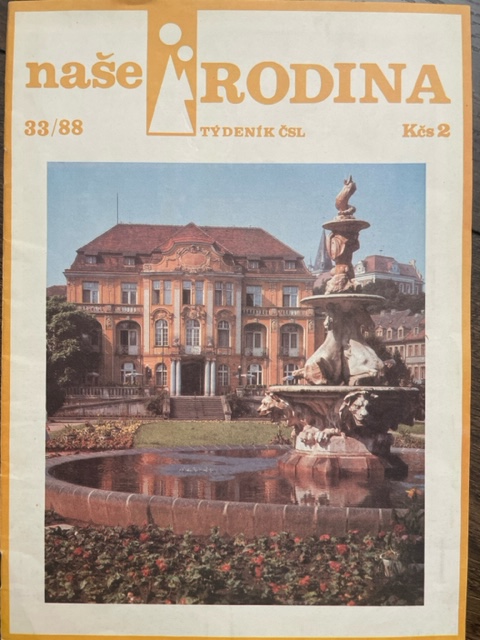 naše RODINA
33/88 TÝDENÍK ČSL Kčs 2